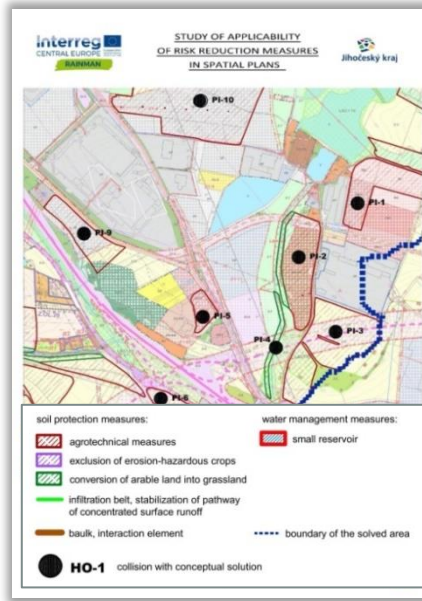 Interreg
CENTRAL EUROPE
RAINMAN
STUDY OF APPLICABILITY
OF RISK REDUCTION MEASURES
IN SPATIAL PLANS
Jihočeský kraj
PI-10
PI-1
PI-9
PI-2
PI-5
PI-3
PI-4
PI-6
soil protection measures:
agrotechnical measures
exclusion of erosion-hazardous crops
conversion of arable land into grassland
infiltration belt, stabilization of pathway
of concentrated surface runoff
baulk, interaction element
HO-1 collision with conceptual solution
water management measures:
small reservoir
boundary of the solved area